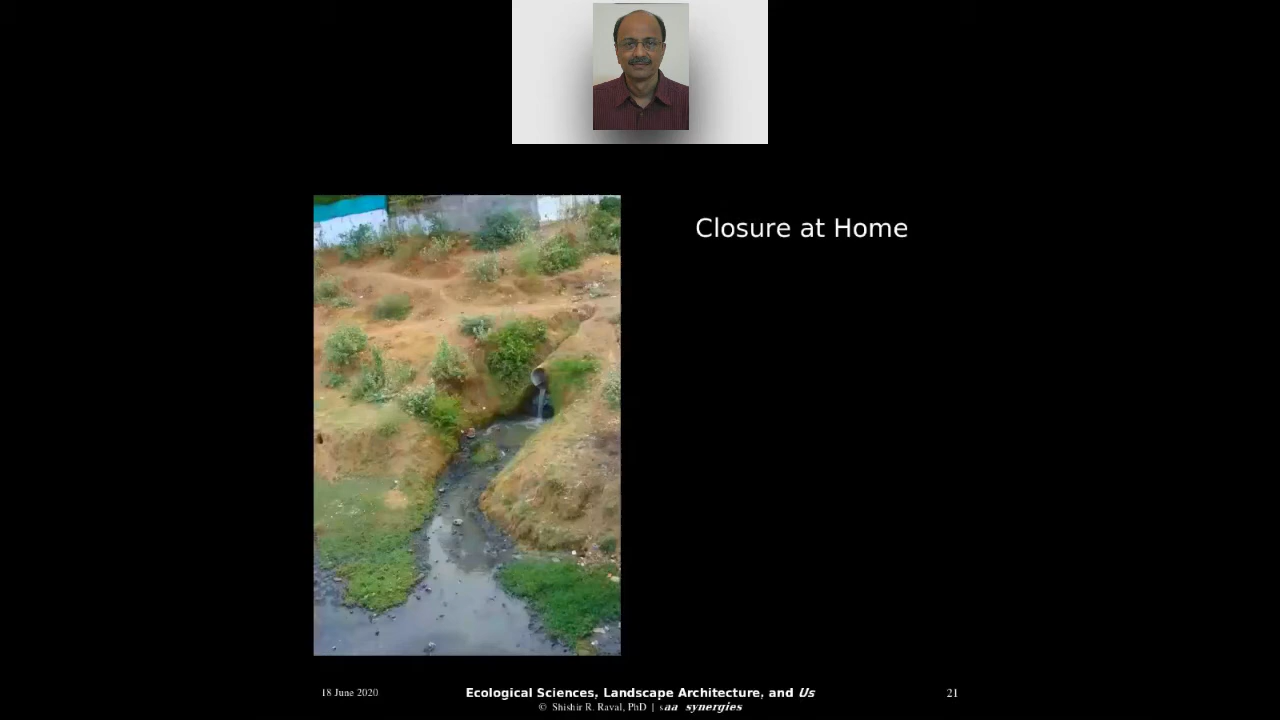 Closure at Home
18 June 2020
Ecological Sciences, Landscape Architecture, and Us
21
© Shishir R. Raval, PhD | saa synergies